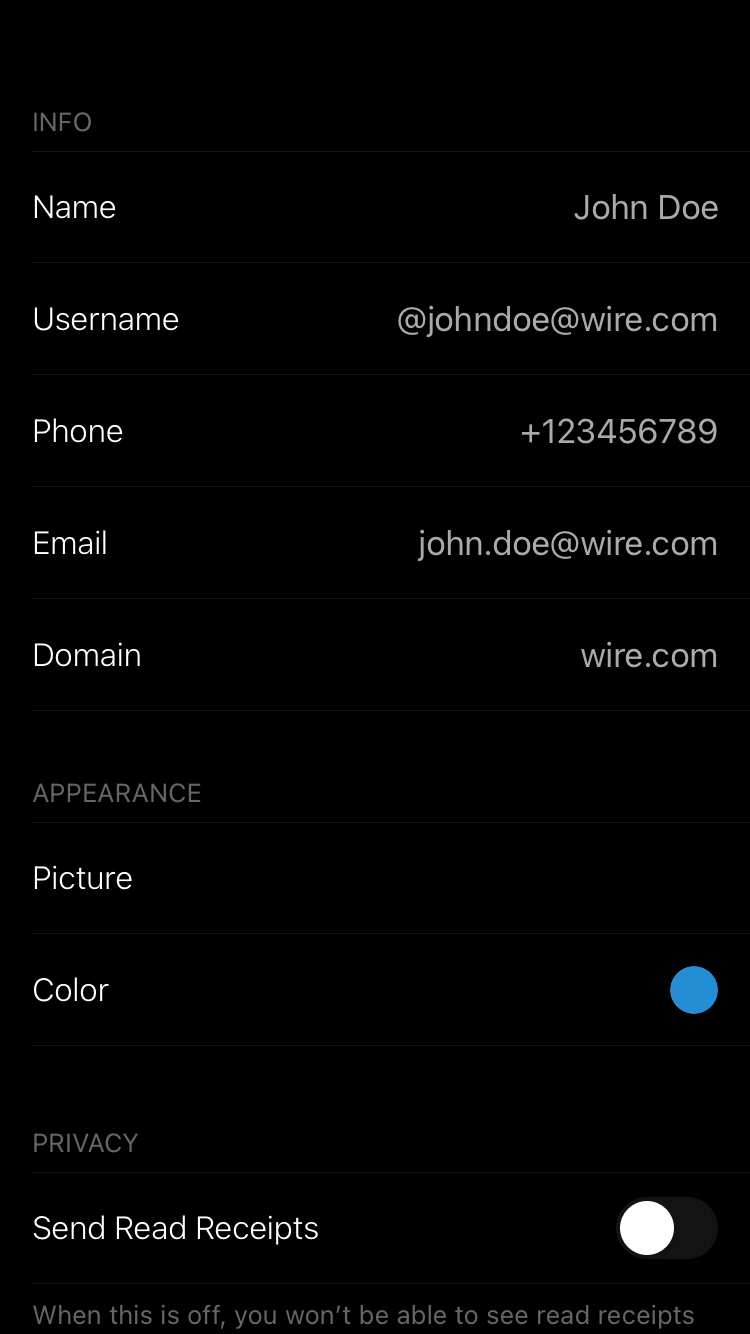 INFO
Name John Doe
Username @johndoe@wire.com
Phone +123456789
Email john.doe@wire.com
Domain wire.com
APPEARANCE
Picture
Color
PRIVACY
Send Read Receipts
When this is off, you won’t be able to see read receipts